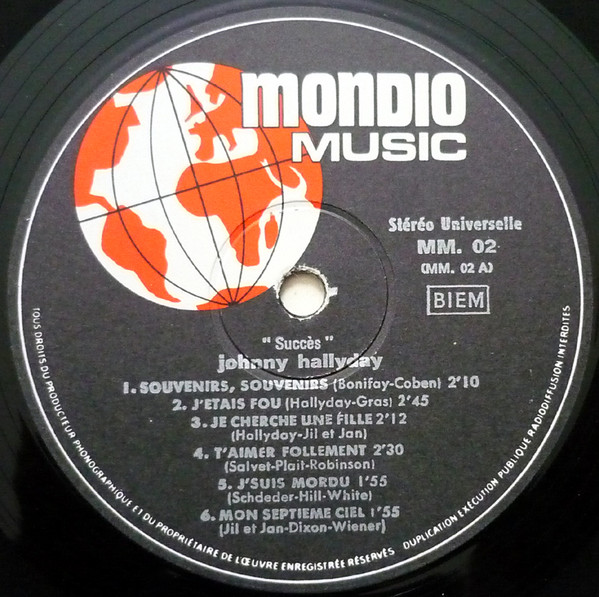 MONDIO
MUSIC
Stéréo Universelle
MM. 02
(MM. 02 A)
BIEM
"Succès"
johnny hallyday
1. SOUVENIRS, SOUVENIRS (Bonifay-Coben) 2'10
2. J'ETAIS FOU (Hallyday-Gras) 2'45
3. JE CHERCHE UNE FILLE 2'12
(Hallyday-Jil et Jan)
4. T'AIMER FOLLEMENT 2'30
(Salvet-Plait-Robinson)
5. J'SUIS MORDU 1'55
(Schdeder-Hill-White)
6. MON SEPTIEME CIEL 1'55
(Jil et Jan-Dixon-Wiener)
TOUS DROITS DU PRODUCTEUR PHONOGRAPHIQUE ET DU PROPRIÉTAIRE DE L'ŒUVRE ENREGISTRÉE RÉSERVÉS DUPLICATION EXÉCUTION PUBLIQUE RADIODIFFUSION INTERDITES